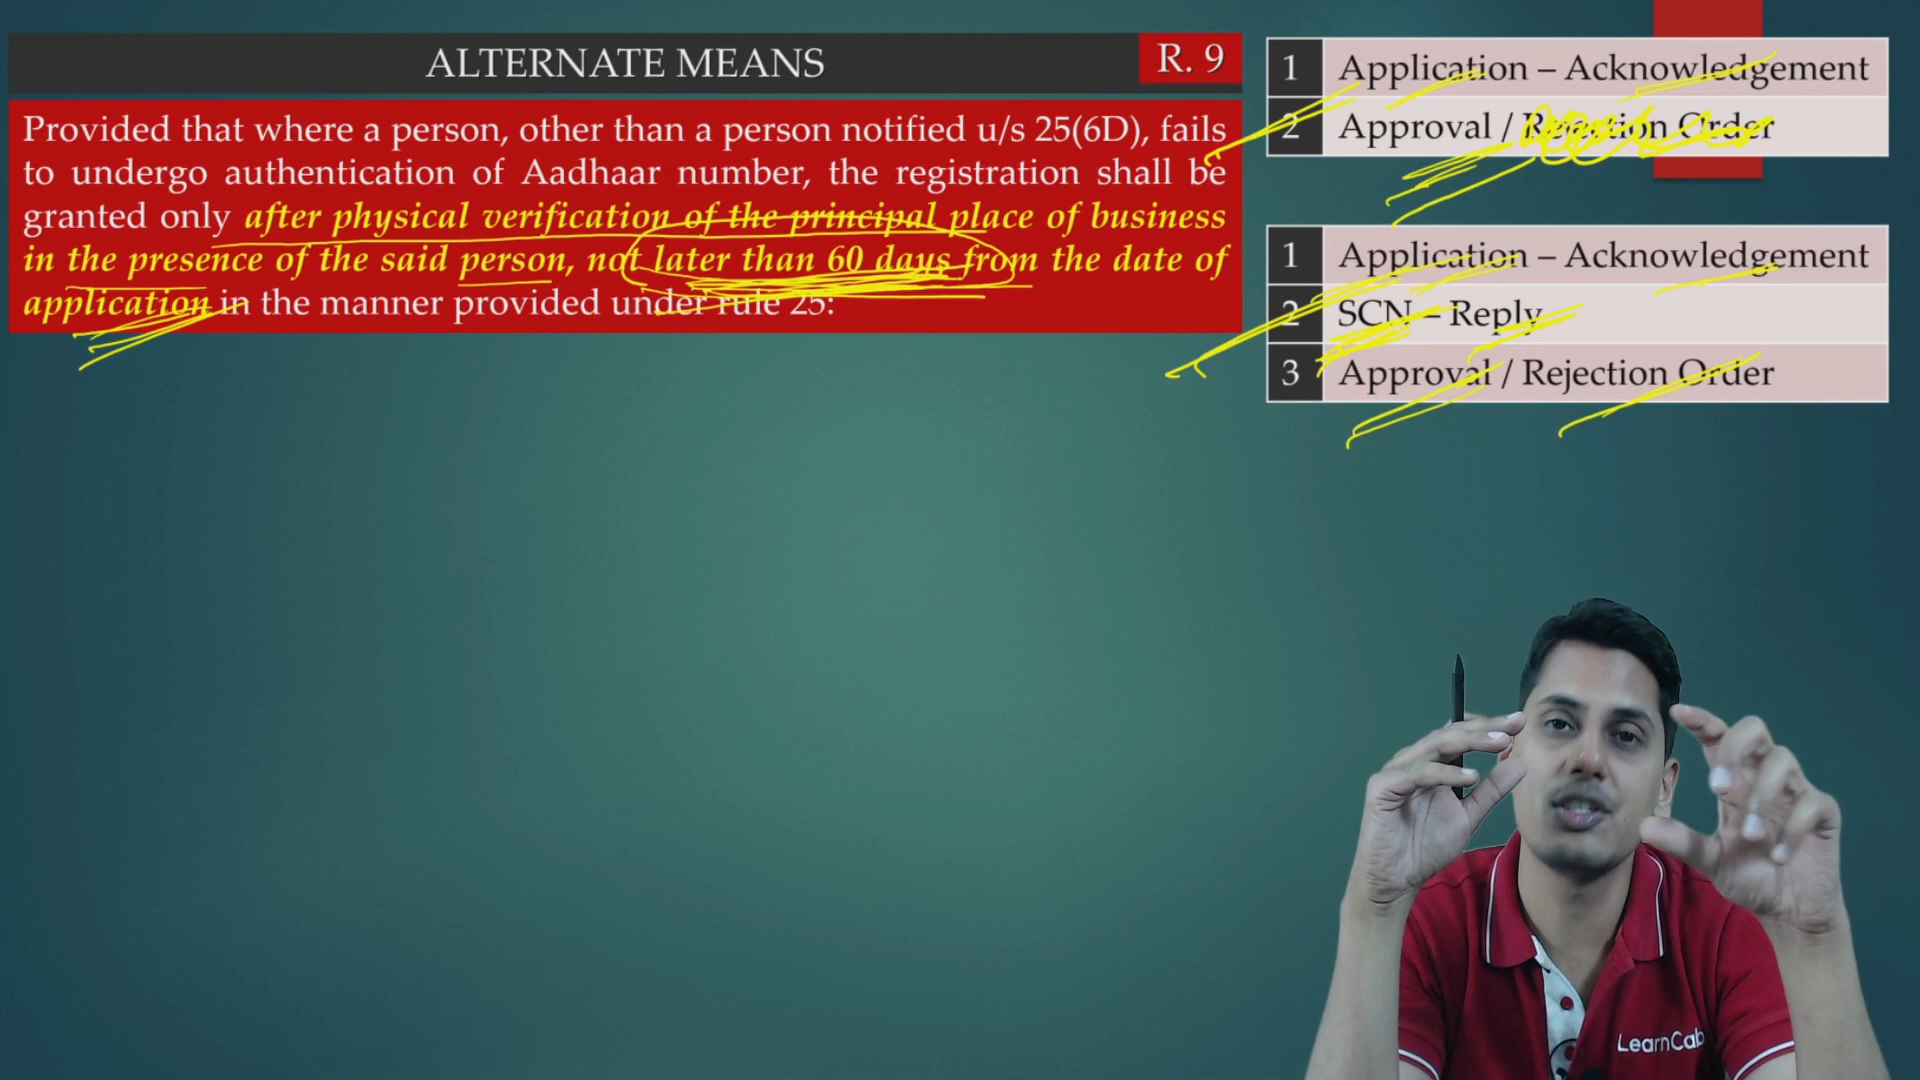 ALTERNATE MEANS
R. 9
Provided that where a person, other than a person notified u/s 25(6D), fails
to undergo authentication of Aadhaar number, the registration shall be
granted only after physical verification of the principal place of business
in the presence of the said person, not later than 60 days from the date of
application in the manner provided under rule 25:
1 Application – Acknowledgement
2 Approval / Rejection Order
1 Application – Acknowledgement
2 SCN – Reply
3 Approval / Rejection Order
LearnCab